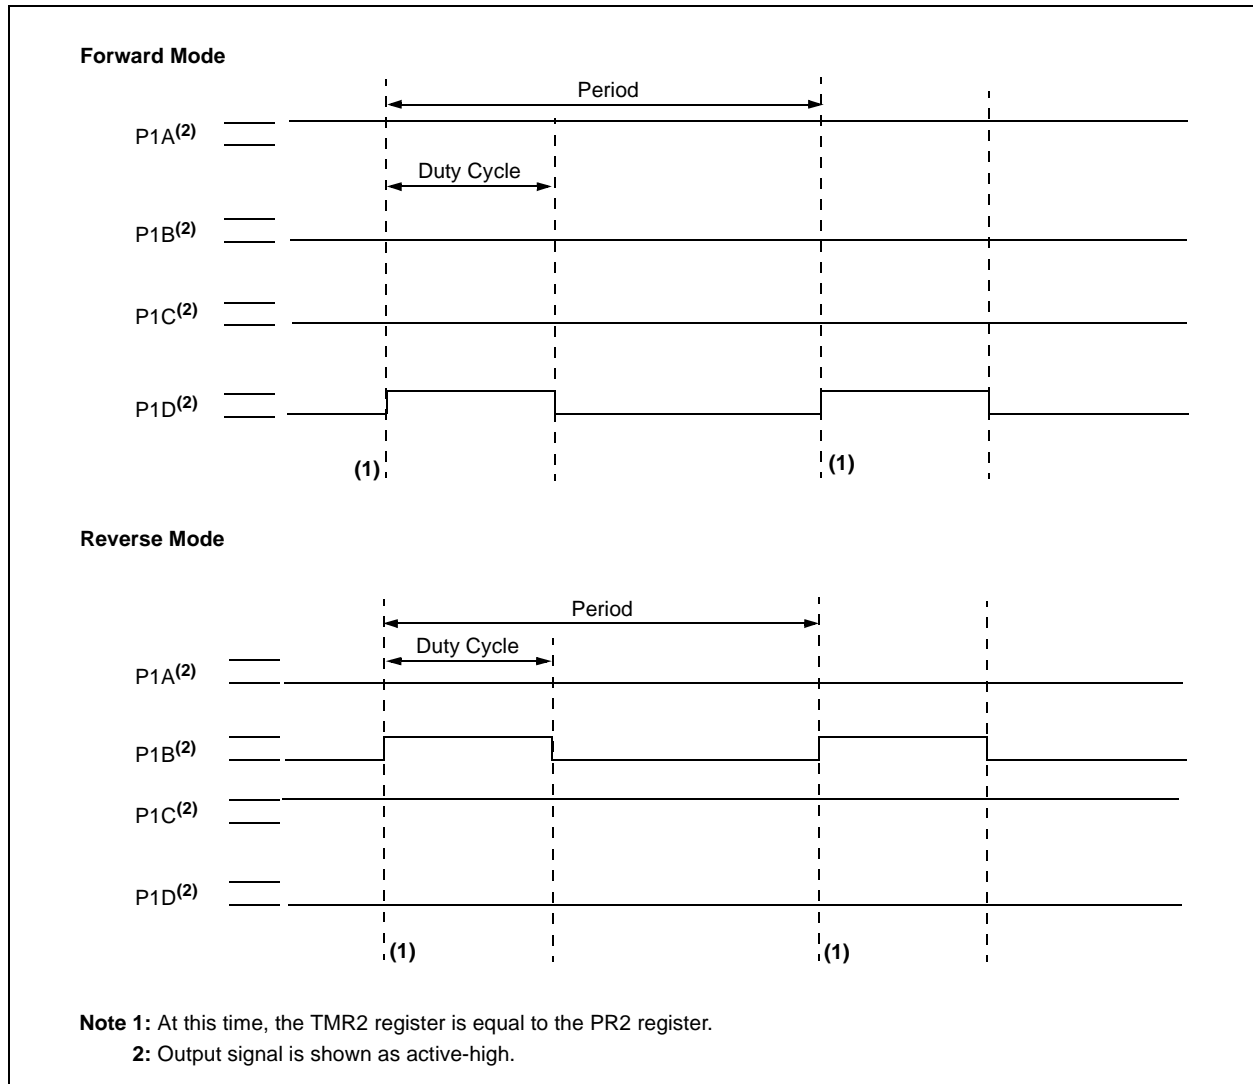 Forward Mode
Period
P1A(2)
Duty Cycle
P1B(2)
P1C(2)
P1D(2)
(1)
(1)
Reverse Mode
Period
Duty Cycle
P1A(2)
P1B(2)
P1C(2)
P1D(2)
(1)
(1)
Note 1: At this time, the TMR2 register is equal to the PR2 register.
2: Output signal is shown as active-high.